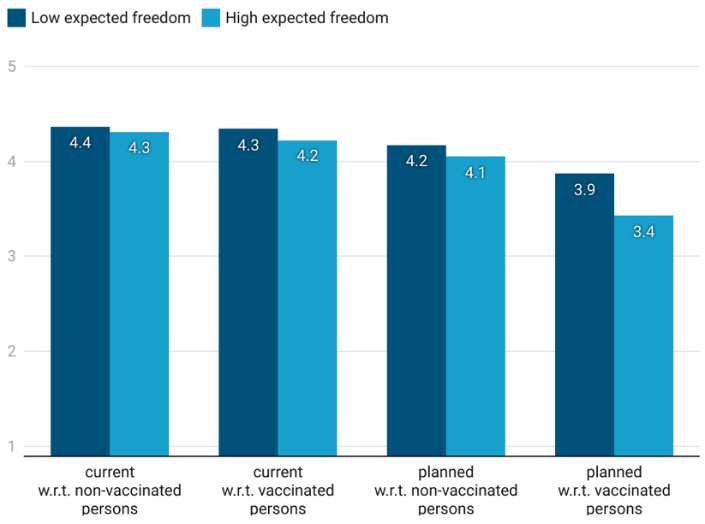 Low expected freedom High expected freedom
5
4
3
2
1
4.4 4.3 4.3 4.2 4.2 4.1 3.9 3.4
current current planned planned
w.r.t. non-vaccinated w.r.t. vaccinated w.r.t. non-vaccinated w.r.t. vaccinated
persons persons persons persons